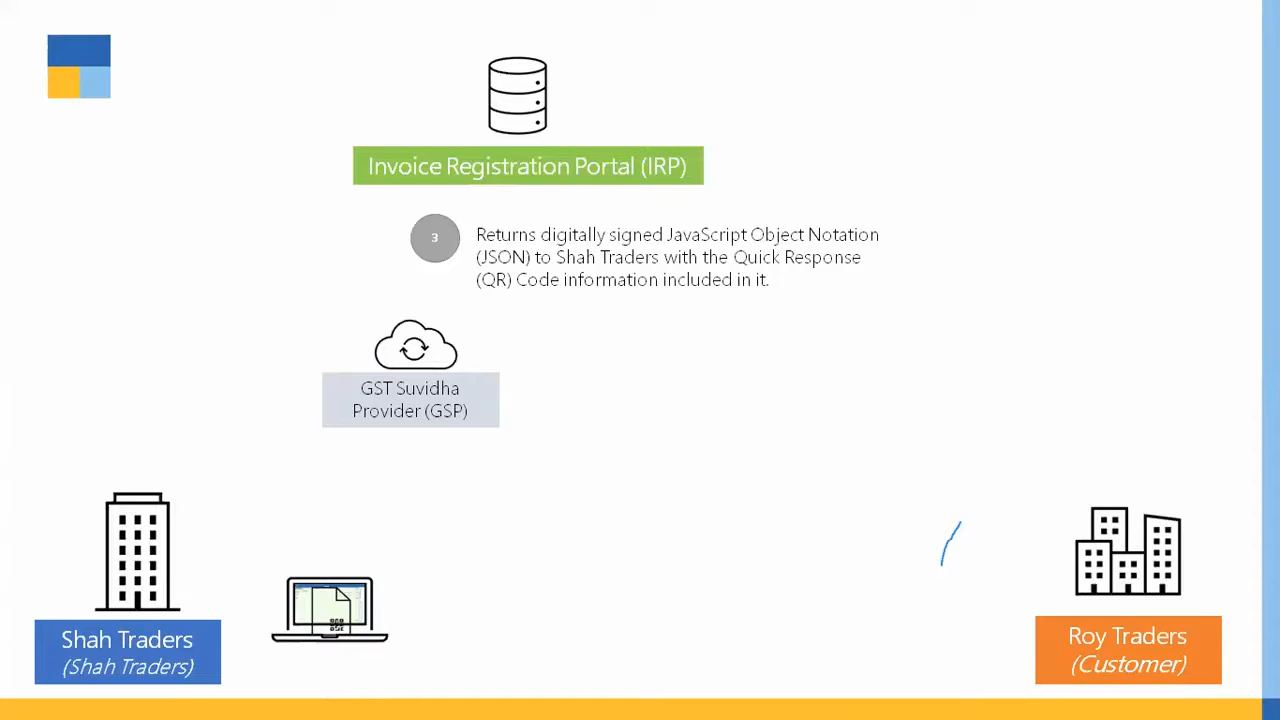 Invoice Registration Portal (IRP)
3
Returns digitally signed JavaScript Object Notation
(JSON) to Shah Traders with the Quick Response
(QR) Code information included in it.
GST Suvidha
Provider (GSP)
Shah Traders
(Shah Traders)
Roy Traders
(Customer)